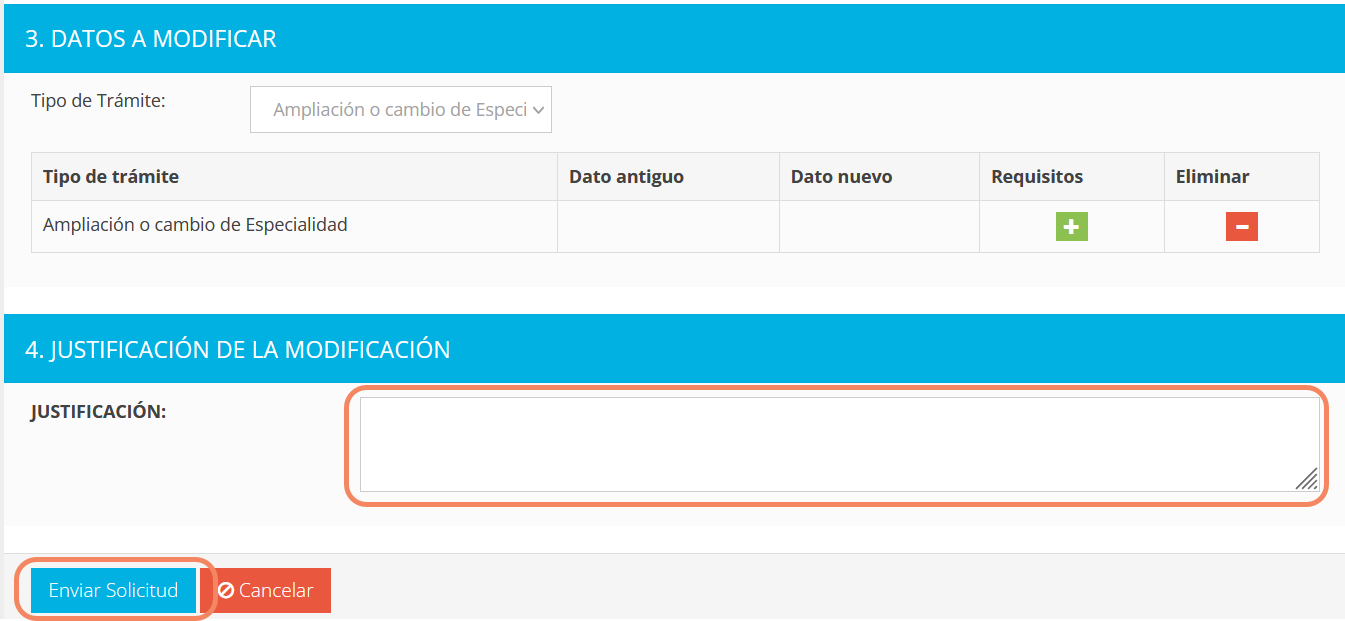 3. DATOS A MODIFICAR
Tipo de Trámite:
Ampliación o cambio de Especi
Tipo de trámite Dato antiguo Dato nuevo Requisitos Eliminar
Ampliación o cambio de Especialidad
4. JUSTIFICACIÓN DE LA MODIFICACIÓN
JUSTIFICACIÓN:
Enviar Solicitud Cancelar